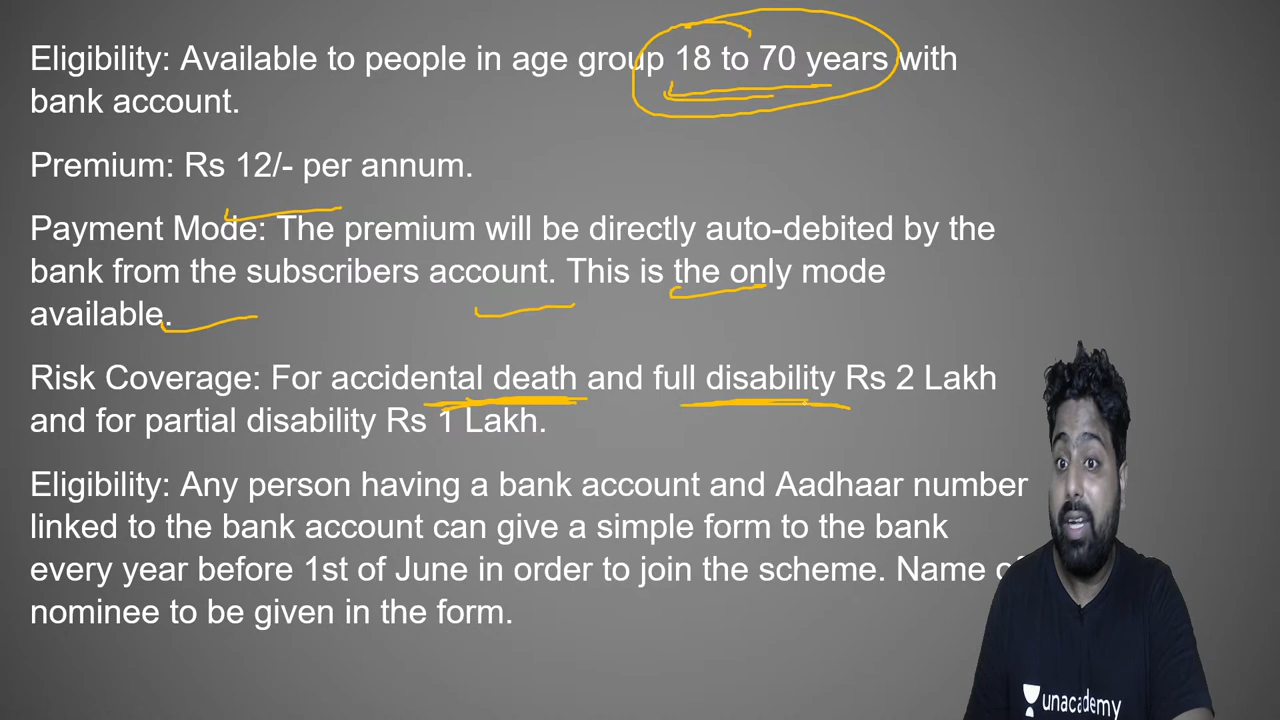 Eligibility: Available to people in age group 18 to 70 years with
bank account.
Premium: Rs 12/- per annum.
Payment Mode: The premium will be directly auto-debited by the
bank from the subscribers account. This is the only mode
available.
Risk Coverage: For accidental death and full disability Rs 2 Lakh
and for partial disability Rs 1 Lakh.
Eligibility: Any person having a bank account and Aadhaar number
linked to the bank account can give a simple form to the bank
every year before 1st of June in order to join the scheme. Name
nominee to be given in the form.
unacademy